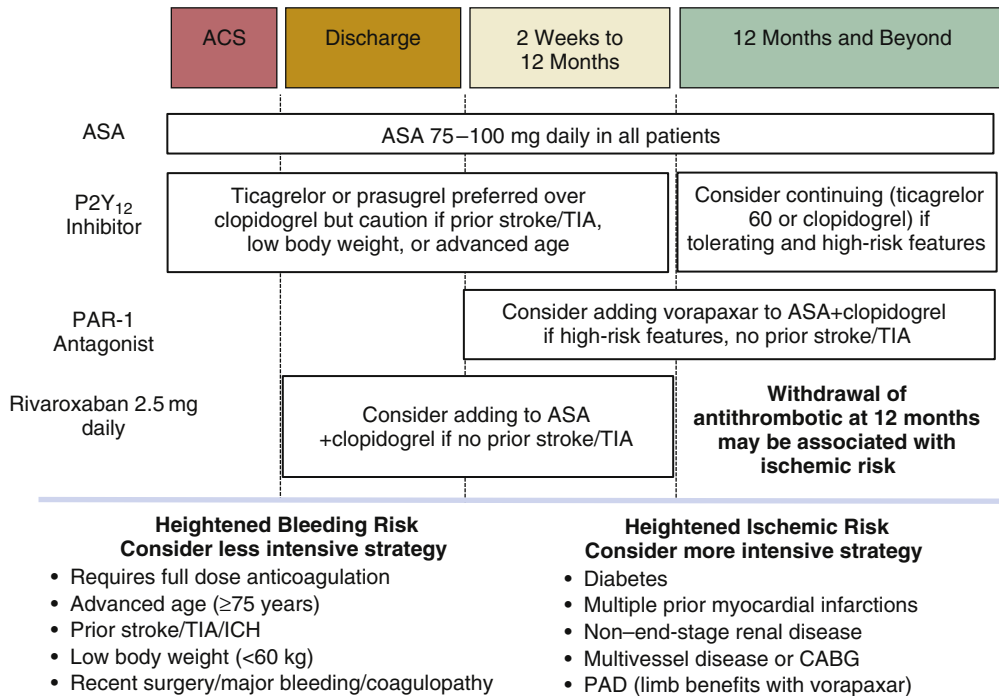 ACS
Discharge
2 Weeks to
12 Months
12 Months and Beyond
ASA
ASA 75–100 mg daily in all patients
P2Y₁₂
Inhibitor
Ticagrelor or prasugrel preferred over
clopidogrel but caution if prior stroke/TIA,
low body weight, or advanced age
Consider continuing (ticagrelor
60 or clopidogrel) if
tolerating and high-risk features
PAR-1
Antagonist
Consider adding vorapaxar to ASA+clopidogrel
if high-risk features, no prior stroke/TIA
Rivaroxaban 2.5 mg
daily
Consider adding to ASA
+clopidogrel if no prior stroke/TIA
Withdrawal of
antithrombotic at 12 months
may be associated with
ischemic risk
Heightened Bleeding Risk
Consider less intensive strategy
• Requires full dose anticoagulation
• Advanced age (≥75 years)
• Prior stroke/TIA/ICH
• Low body weight (<60 kg)
• Recent surgery/major bleeding/coagulopathy
Heightened Ischemic Risk
Consider more intensive strategy
• Diabetes
• Multiple prior myocardial infarctions
• Non–end-stage renal disease
• Multivessel disease or CABG
• PAD (limb benefits with vorapaxar)